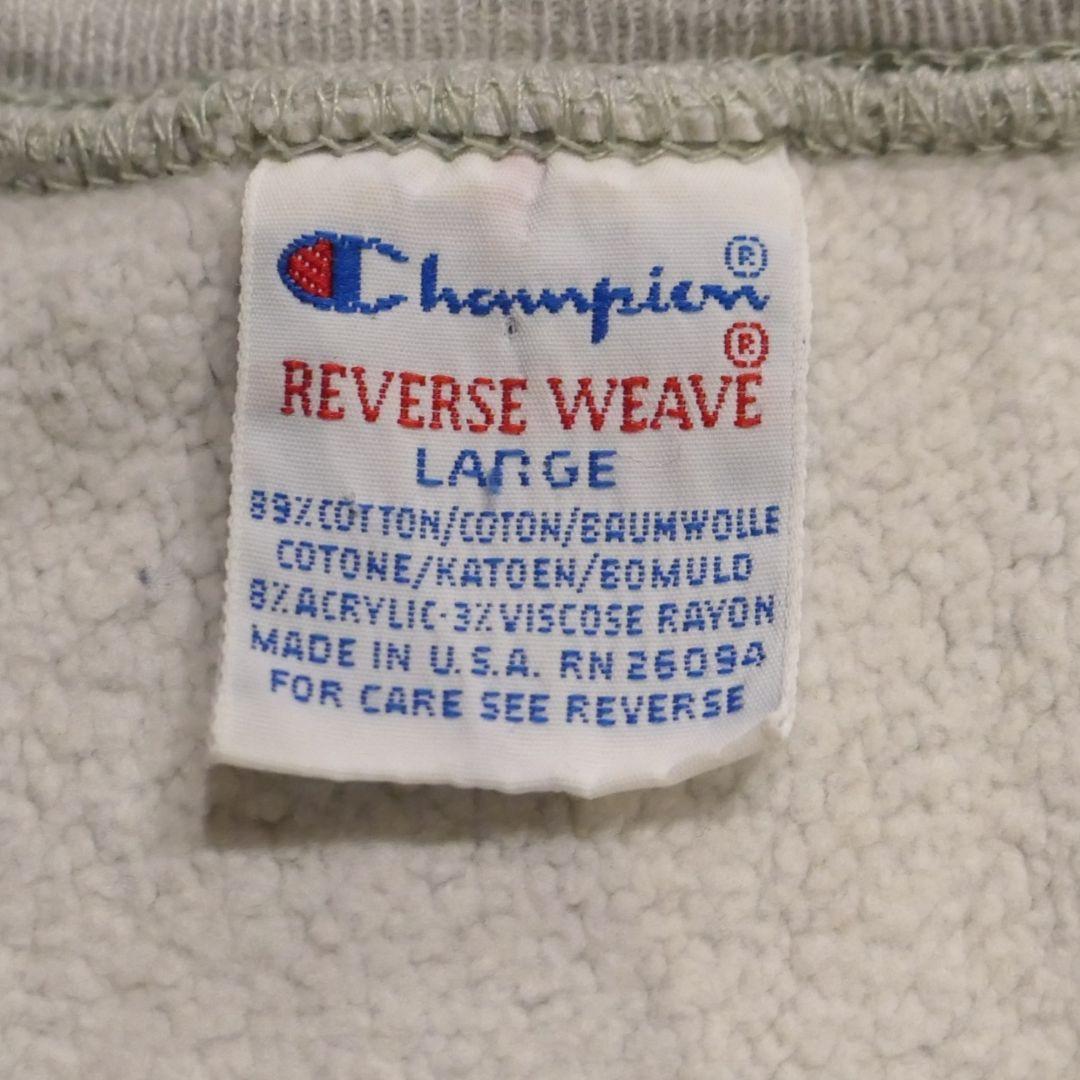 Champion®
REVERSE WEAVE®
LARGE
89% COTTON/COTON/BAUMWOLLE
COTONE/KATOEN/BOMULD
8% ACRYLIC·3% VISCOSE RAYON
MADE IN U.S.A. RN 26094
FOR CARE SEE REVERSE